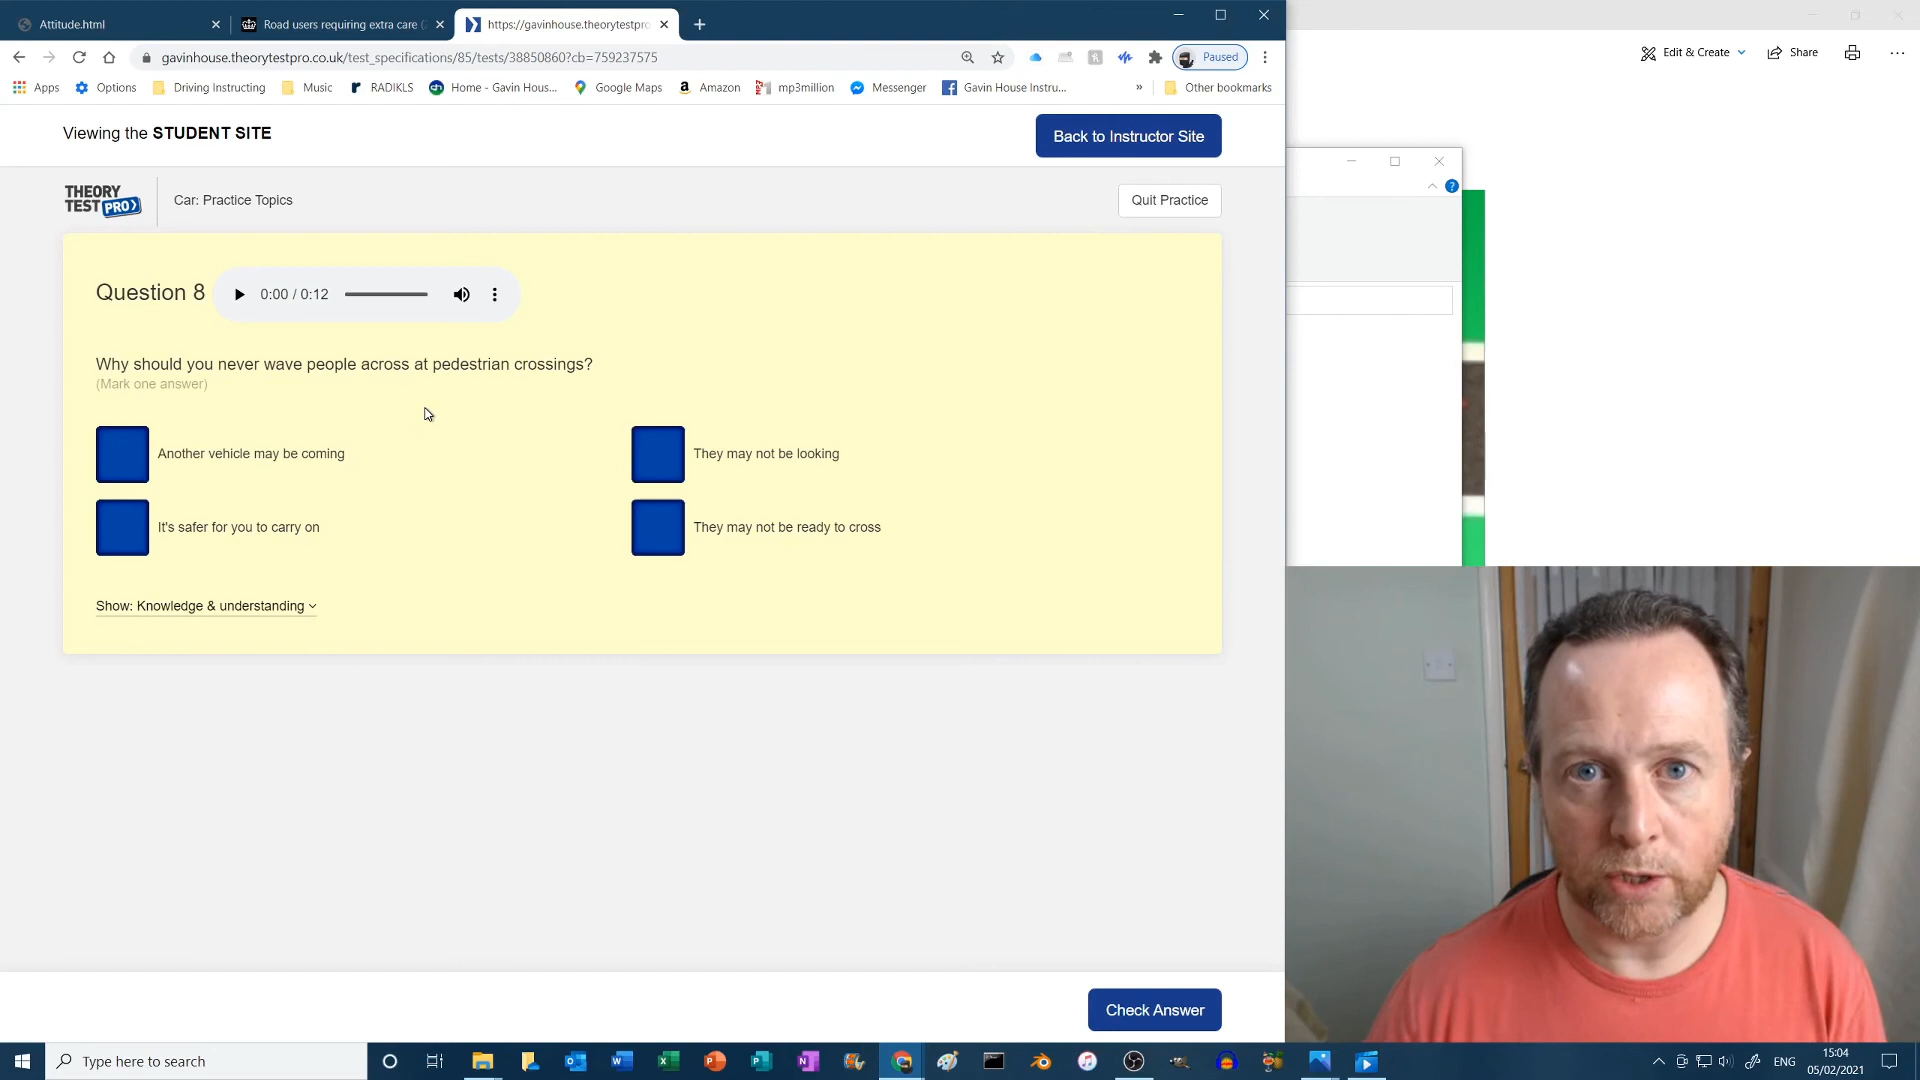 Attitude.html
Road users requiring extra care (
https://gavinhouse.theorytestpro
gavinhouse.theorytestpro.co.uk/test_specifications/85/tests/38850860?cb=759237575
Paused
Edit & Create
Share
Apps
Options
Driving Instructing
Music
RADIKLS
Home - Gavin Hous...
Google Maps
Amazon
mp3million
Messenger
Gavin House Instru...
»
Other bookmarks
Viewing the STUDENT SITE
Back to Instructor Site
THEORY
TEST PRO
Car: Practice Topics
Quit Practice
Question 8
0:00 / 0:12
Why should you never wave people across at pedestrian crossings?
(Mark one answer)
Another vehicle may be coming
They may not be looking
It's safer for you to carry on
They may not be ready to cross
Show: Knowledge & understanding
Check Answer
Type here to search
ENG
15:04
05/02/2021